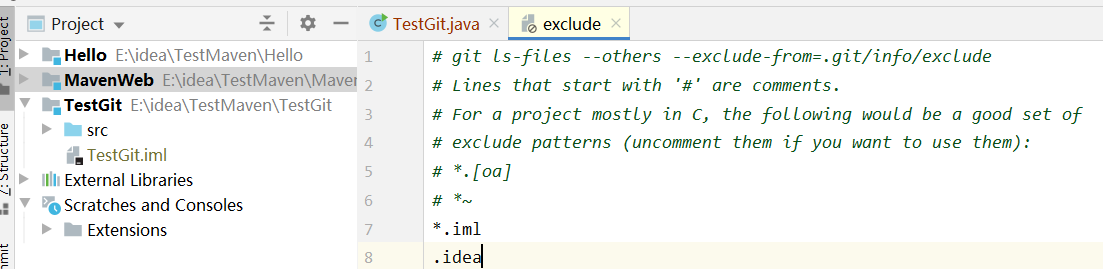 Project
TestGit.java
exclude
1: Project
Hello E:\idea\TestMaven\Hello
MavenWeb E:\idea\TestMaven\Maven
TestGit E:\idea\TestMaven\TestGit
src
TestGit.iml
External Libraries
Scratches and Consoles
Extensions
7: Structure
mmit
1 # git ls-files --others --exclude-from=.git/info/exclude
2 # Lines that start with '#' are comments.
3 # For a project mostly in C, the following would be a good set of
4 # exclude patterns (uncomment them if you want to use them):
5 # *.[oa]
6 # *~
7 *.iml
8 .idea